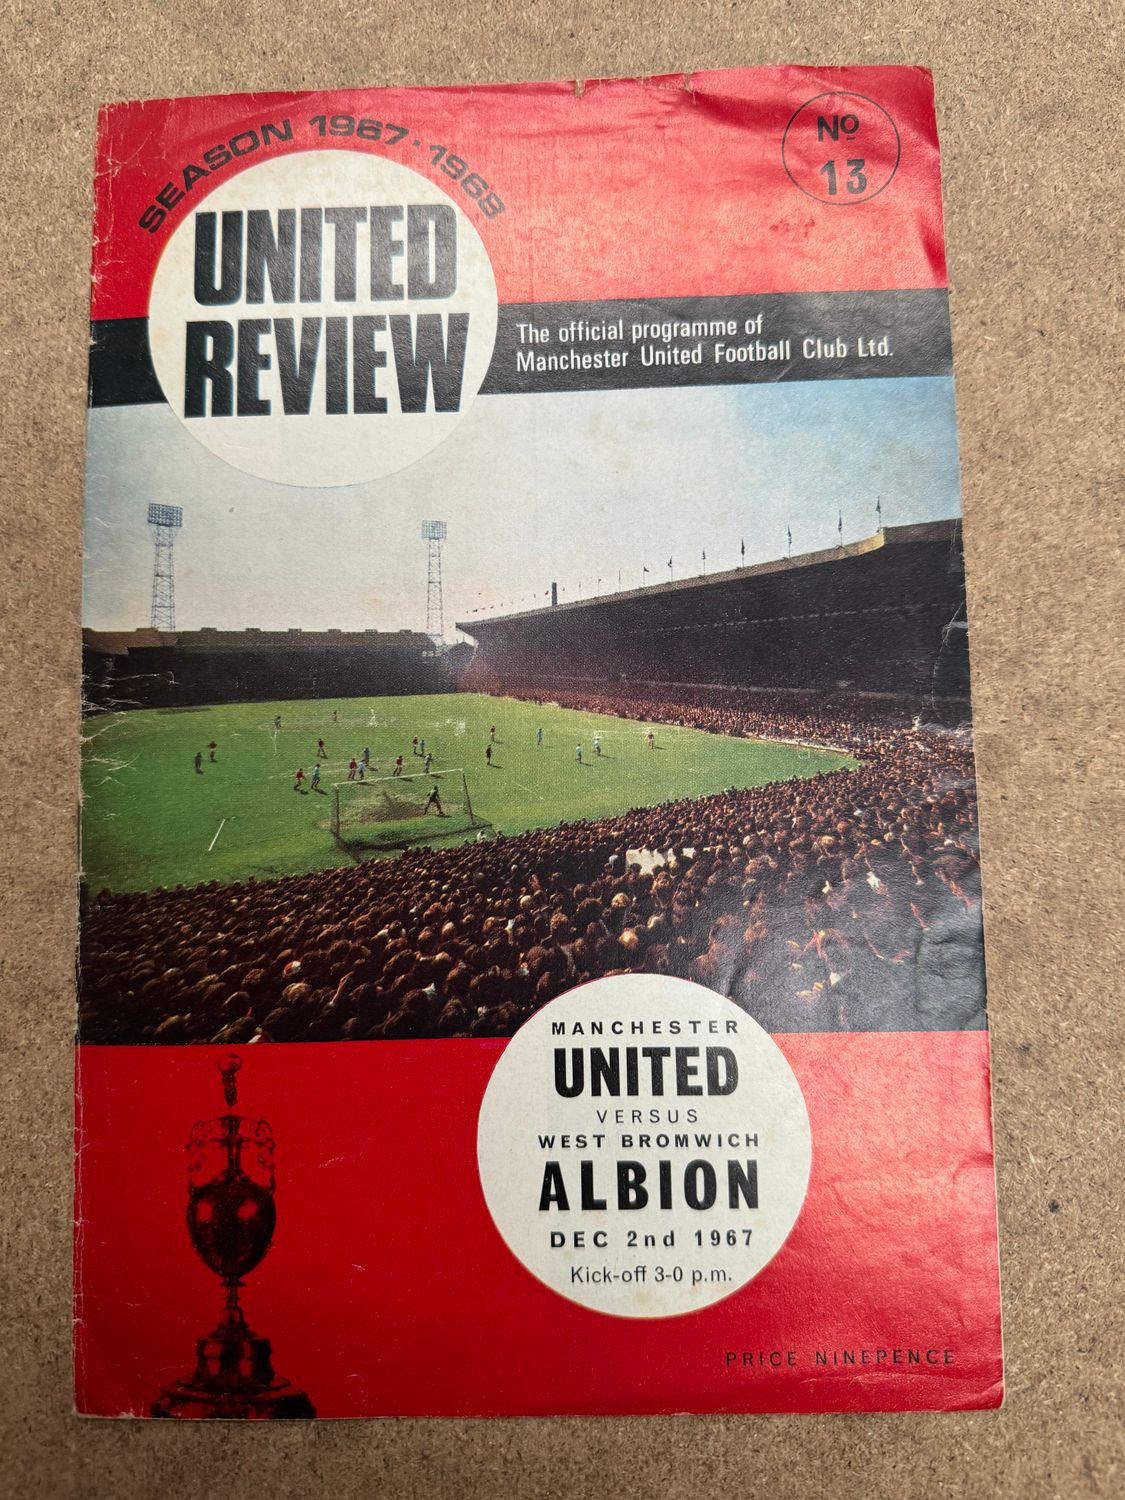 SEASON 1967·1968
UNITED
REVIEW
Nº
13
The official programme of
Manchester United Football Club Ltd.
MANCHESTER
UNITED
VERSUS
WEST BROMWICH
ALBION
DEC 2nd 1967
Kick-off 3-0 p.m.
PRICE NINEPENCE